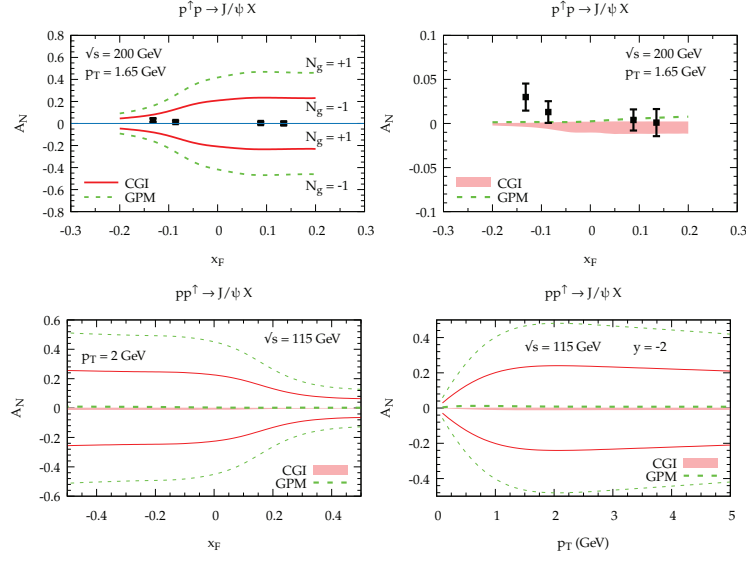 p↑p → J/ψ X
√s = 200 GeV
p_T = 1.65 GeV
N_g = +1
N_g = -1
N_g = +1
N_g = -1
CGI
GPM
A_N
0.8
0.6
0.4
0.2
0
-0.2
-0.4
-0.6
-0.8
-0.3 -0.2 -0.1 0 0.1 0.2 0.3
x_F
p↑p → J/ψ X
√s = 200 GeV
p_T = 1.65 GeV
CGI
GPM
A_N
0.1
0.05
0
-0.05
-0.1
-0.3 -0.2 -0.1 0 0.1 0.2 0.3
x_F
pp↑ → J/ψ X
√s = 115 GeV
p_T = 2 GeV
CGI
GPM
A_N
0.6
0.4
0.2
0
-0.2
-0.4
-0.6
-0.4 -0.2 0 0.2 0.4
x_F
pp↑ → J/ψ X
√s = 115 GeV y = -2
CGI
GPM
A_N
0.4
0.2
0
-0.2
-0.4
0 1 2 3 4 5
p_T (GeV)